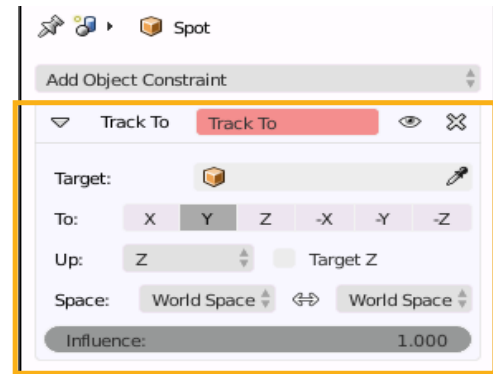 Spot
Add Object Constraint
Track To Track To
Target:
To: X Y Z -X -Y -Z
Up: Z Target Z
Space: World Space World Space
Influence: 1.000